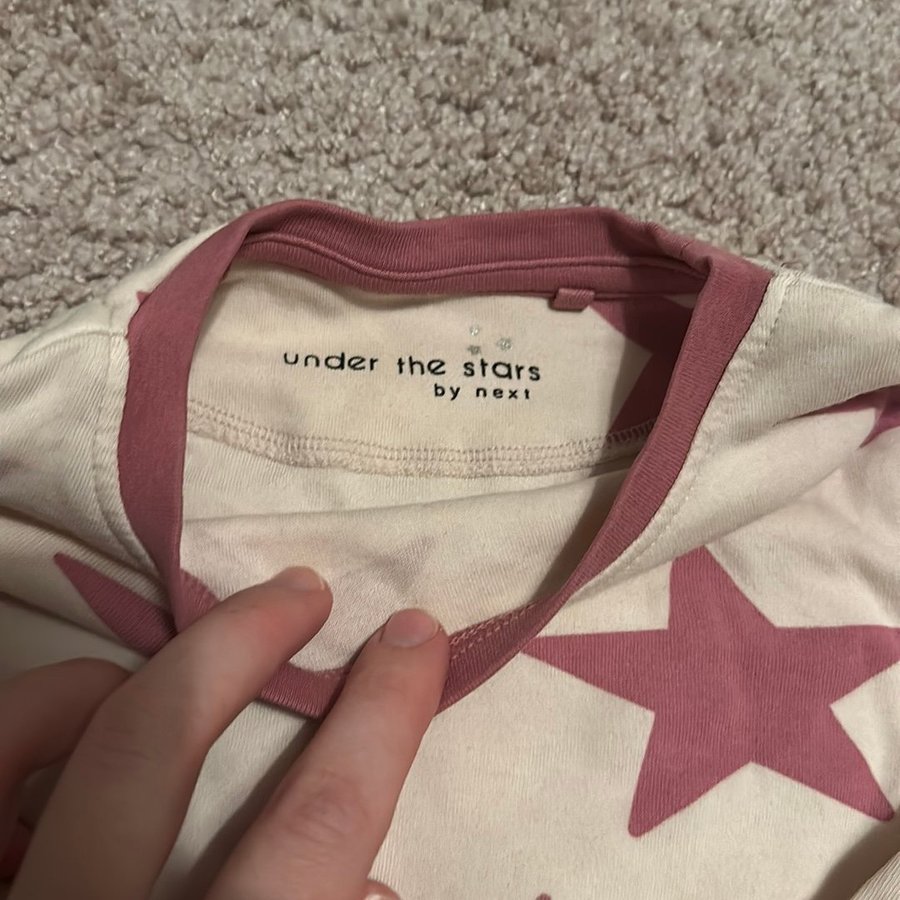 under the stars
by next